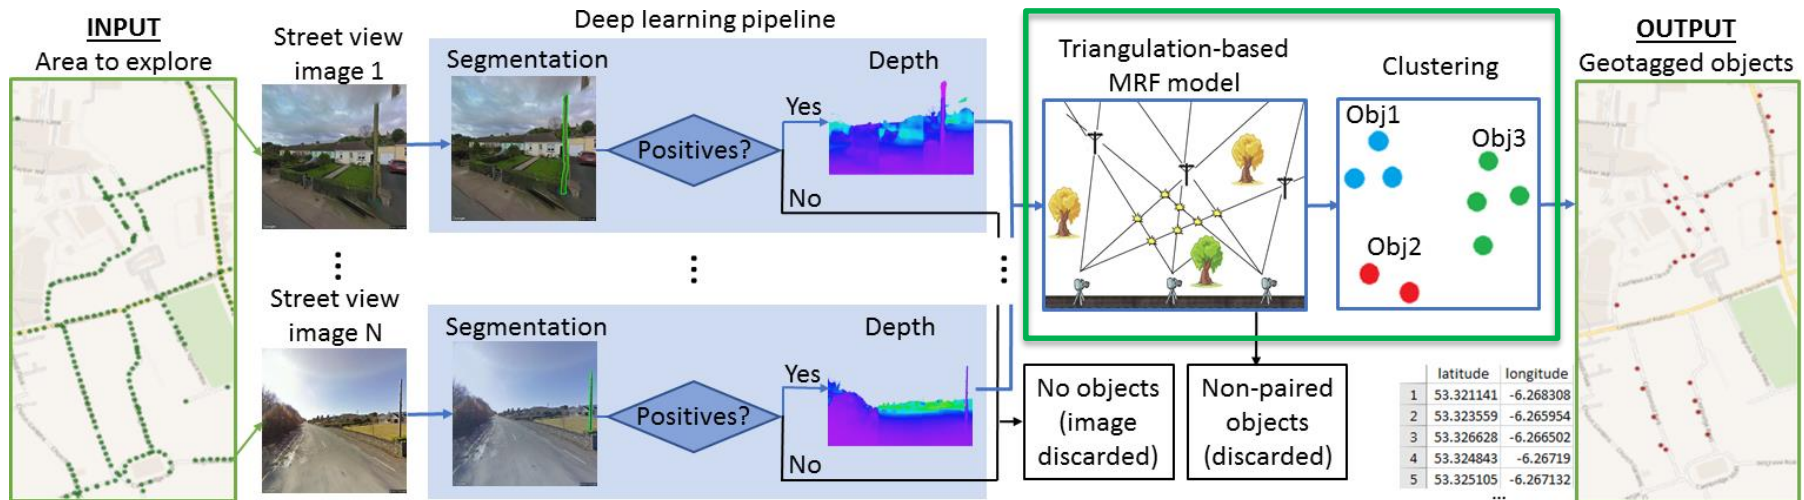 INPUT
Area to explore
Street view
image 1
Deep learning pipeline
Segmentation
Positives?
Yes
No
Depth
Triangulation-based
MRF model
Clustering
Obj1
Obj3
Obj2
OUTPUT
Geotagged objects
Street view
image N
Segmentation
Positives?
Yes
No
Depth
No objects
(image
discarded)
Non-paired
objects
(discarded)
latitude longitude
1 53.321141 -6.268308
2 53.323559 -6.265954
3 53.326628 -6.266502
4 53.324843 -6.26719
5 53.325105 -6.267132
...